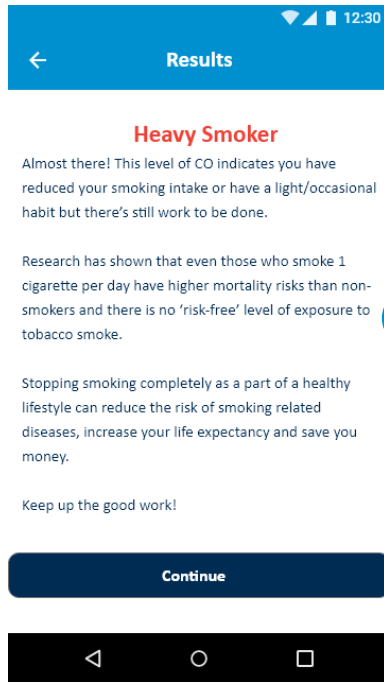 12:30
Results
Heavy Smoker
Almost there! This level of CO indicates you have
reduced your smoking intake or have a light/occasional
habit but there’s still work to be done.
Research has shown that even those who smoke 1
cigarette per day have higher mortality risks than non-
smokers and there is no ‘risk-free’ level of exposure to
tobacco smoke.
Stopping smoking completely as a part of a healthy
lifestyle can reduce the risk of smoking related
diseases, increase your life expectancy and save you
money.
Keep up the good work!
Continue